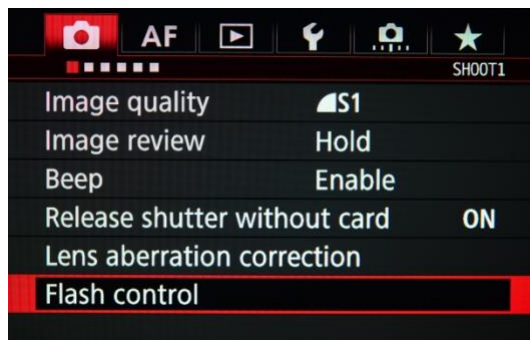 AF
SHOOT1
Image quality S1
Image review Hold
Beep Enable
Release shutter without card ON
Lens aberration correction
Flash control